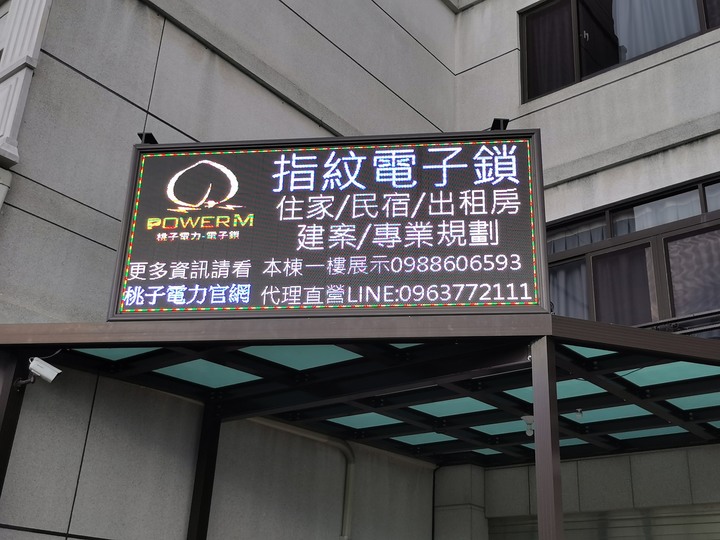 指紋電子鎖
住家/民宿/出租房
建案/專業規劃
POWERM
桃子電力-電子鎖
更多資訊請看 本棟一樓展示0988606593
桃子電力官網 代理直營LINE:0963772111